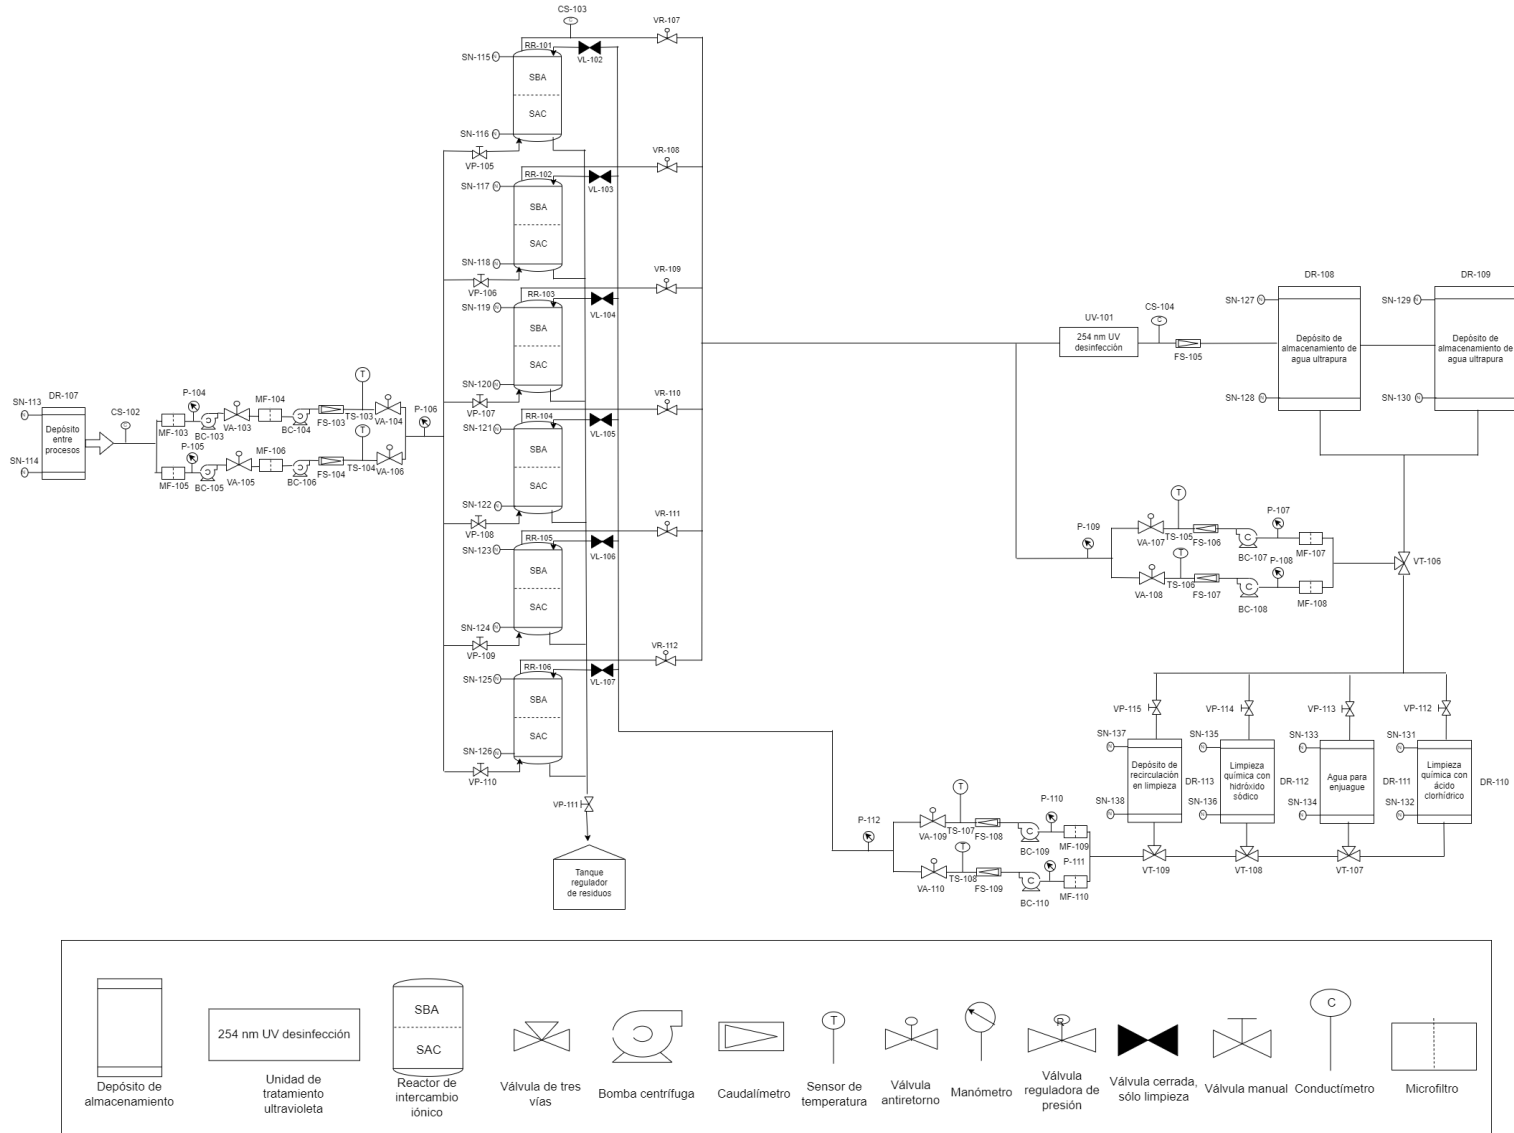 CS-103
C
VR-107
RR-101
VL-102
SN-115 N
SBA
SAC
SN-116 N
VP-105
VR-108
RR-102
VL-103
SN-117 N
SBA
SAC
SN-118 N
VP-106
VR-109
RR-103
VL-104
SN-119 N
SBA
SAC
SN-120 N
VP-107
VR-110
RR-104
VL-105
SN-121 N
SBA
SAC
SN-122 N
VP-108
VR-111
RR-105
VL-106
SN-123 N
SBA
SAC
SN-124 N
VP-109
VR-112
RR-106
VL-107
SN-125 N
SBA
SAC
SN-126 N
VP-110
VP-111
Tanque
regulador
de residuos
SN-113
N
DR-107
Depósito
entre
procesos
SN-114
N
CS-102
C
P-104
MF-103
C
BC-103
VA-103
MF-104
C
BC-104
FS-103
T
TS-103
VA-104
P-105
MF-105
C
BC-105
VA-105
MF-106
C
BC-106
FS-104
T
TS-104
VA-106
P-106
UV-101
254 nm UV
desinfección
CS-104
C
FS-105
DR-108
SN-127 N
Depósito de
almacenamiento de
agua ultrapura
SN-128 N
DR-109
SN-129 N
Depósito de
almacenamiento de
agua ultrapura
SN-130 N
P-109
T
VA-107
TS-105
FS-106
C
BC-107
P-107
MF-107
T
VA-108
TS-106
FS-107
C
BC-108
P-108
MF-108
VT-106
VP-115
VP-114
VP-113
VP-112
SN-137
N
Depósito de
recirculación
en limpieza
DR-113
SN-138
N
SN-135
N
Limpieza
química con
hidróxido
sódico
DR-112
SN-136
N
SN-133
N
Agua para
enjuague
DR-111
SN-134
N
SN-131
N
Limpieza
química con
ácido
clorhídrico
DR-110
SN-132
N
VT-109
VT-108
VT-107
P-112
T
VA-109
TS-107
FS-108
C
BC-109
P-110
MF-109
T
VA-110
TS-108
FS-109
C
BC-110
P-111
MF-110
Depósito de
almacenamiento
254 nm UV desinfección
Unidad de
tratamiento
ultravioleta
SBA
SAC
Reactor de
intercambio
iónico
Válvula de tres
vías
Bomba centrífuga
Caudalímetro
T
Sensor de
temperatura
Válvula
antiretorno
Manómetro
R
Válvula
reguladora de
presión
Válvula cerrada,
sólo limpieza
Válvula manual
C
Conductímetro
Microfiltro